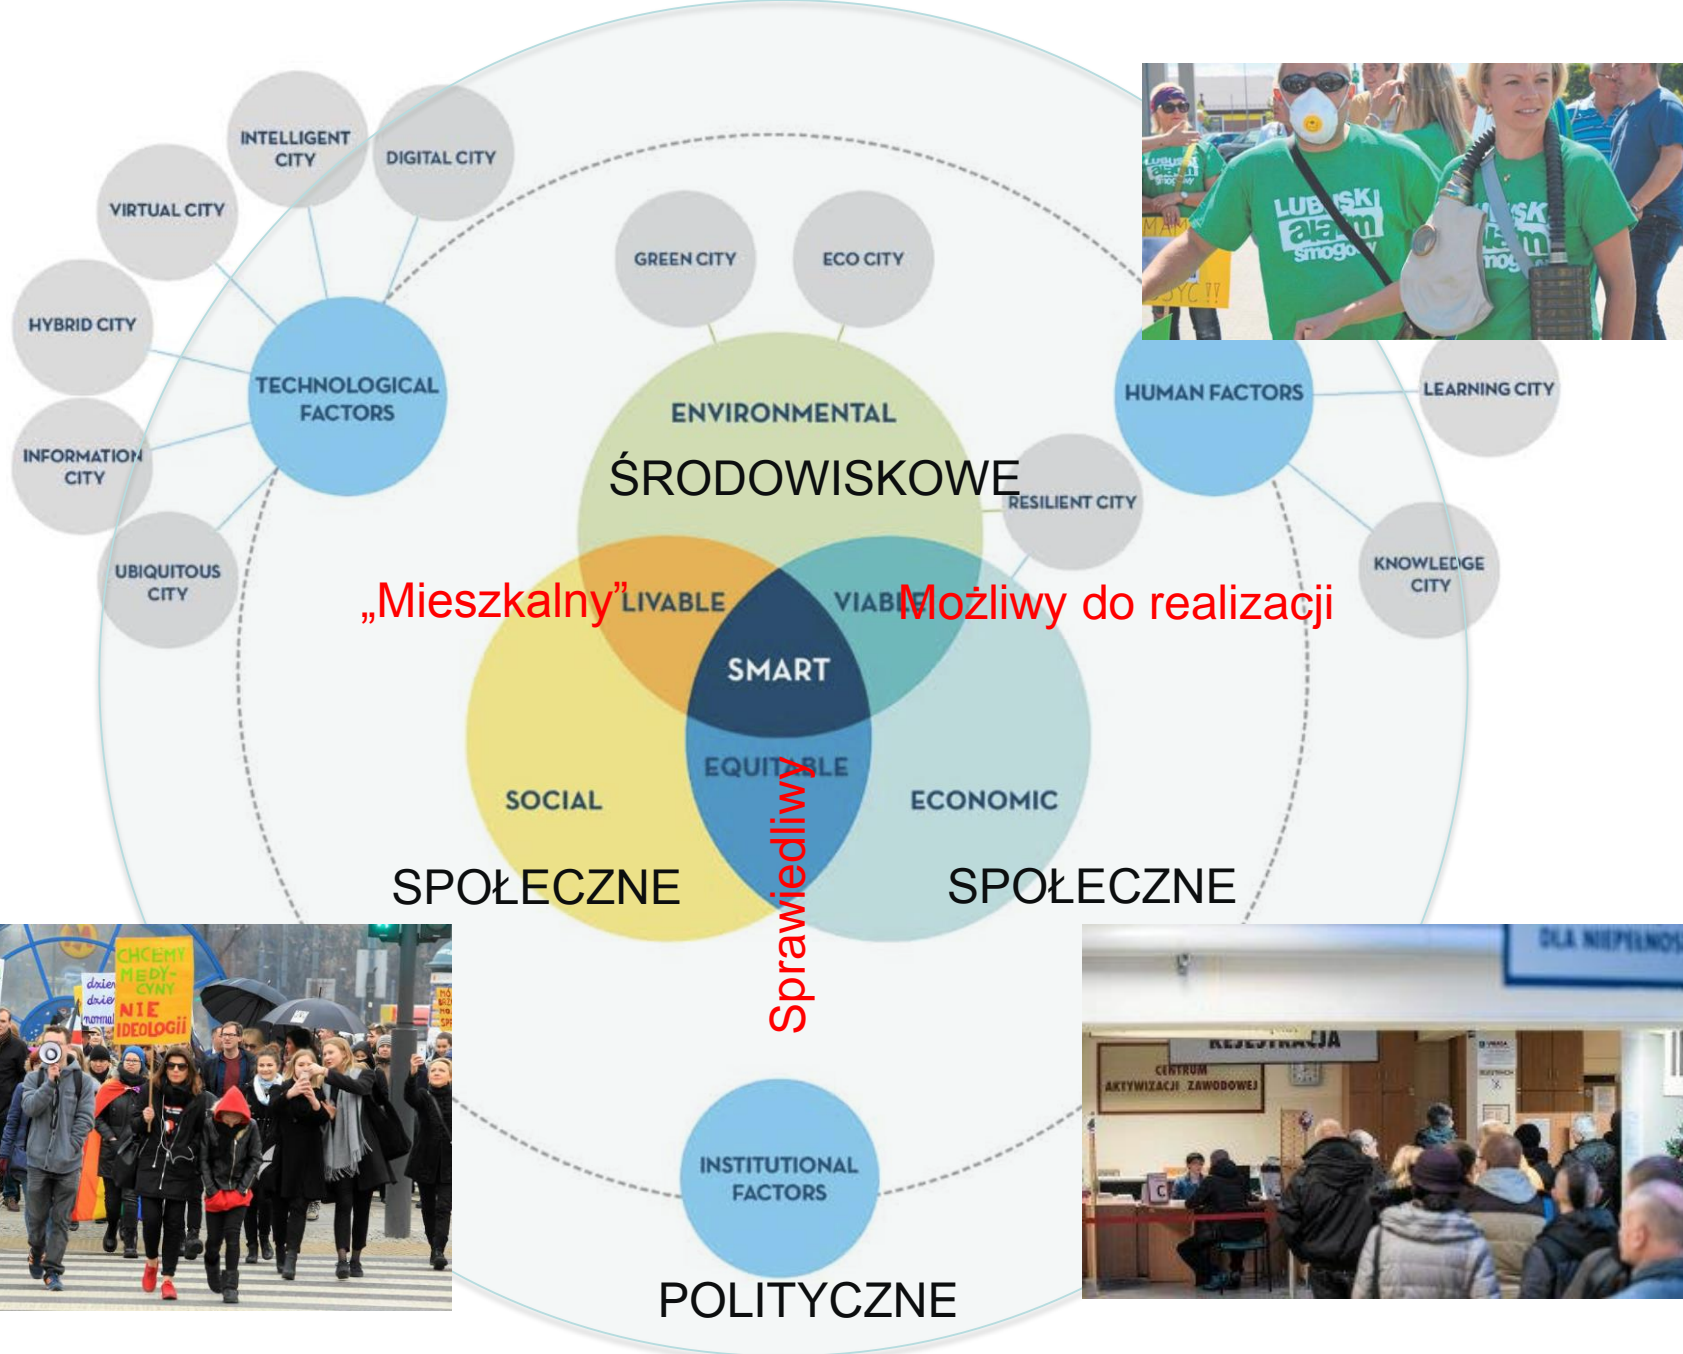 INTELLIGENT
CITY
DIGITAL CITY
VIRTUAL CITY
HYBRID CITY
INFORMATION
CITY
UBIQUITOUS
CITY
TECHNOLOGICAL
FACTORS
GREEN CITY
ECO CITY
ENVIRONMENTAL
ŚRODOWISKOWE
RESILIENT CITY
HUMAN FACTORS
LEARNING CITY
KNOWLEDGE
CITY
„Mieszkalny”
LIVABLE
VIABLE
Możliwy do realizacji
SMART
EQUITABLE
Sprawiedliwy
SOCIAL
ECONOMIC
SPOŁECZNE
SPOŁECZNE
INSTITUTIONAL
FACTORS
POLITYCZNE
alarm
smogowy
CHCEMY
MEDY-
CYNY
NIE
IDEOLOGII
DLA
REJESTRACJA
CENTRUM
AKTYWIZACJI ZAWODOWEJ
C